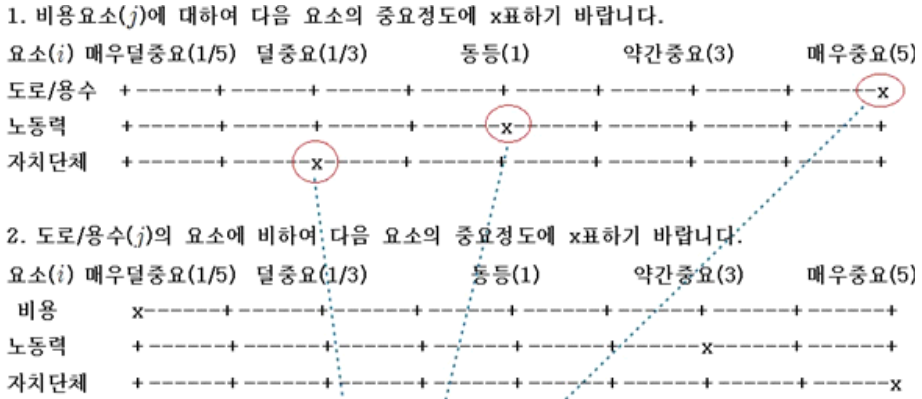 1. 비용요소(j)에 대하여 다음 요소의 중요정도에 x표하기 바랍니다.
요소(i) 매우덜중요(1/5) 덜중요(1/3) 동등(1) 약간중요(3) 매우중요(5)
도로/용수 +------+------+------+------+------+------+------+------x
노동력 +------+------+------+------x------+------+------+------+
자치단체 +------+------x------+------+------+------+------+------+
2. 도로/용수(j)의 요소에 비하여 다음 요소의 중요정도에 x표하기 바랍니다.
요소(i) 매우덜중요(1/5) 덜중요(1/3) 동등(1) 약간중요(3) 매우중요(5)
비용 x------+------+------+------+------+------+------+------+
노동력 +------+------+------+------+------+------x------+------+
자치단체 +------+------+------+------+------+------+------+------x